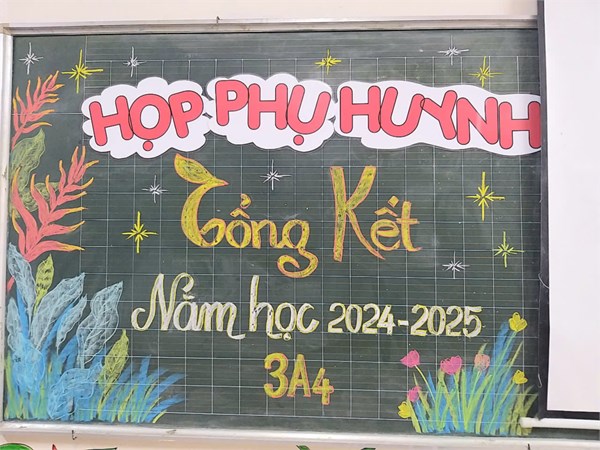 HỌP PHỤ HUYNH
Tổng Kết
Năm học 2024-2025
3A4